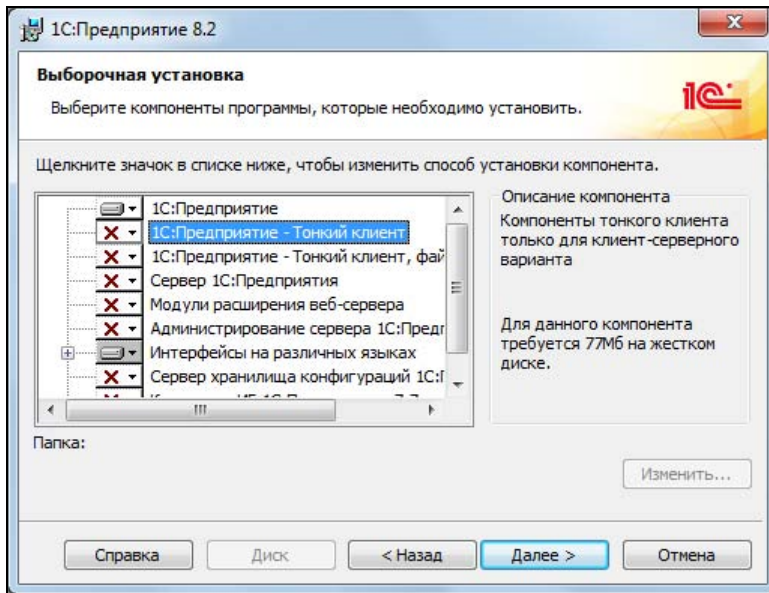 1С:Предприятие 8.2
Выборочная установка
Выберите компоненты программы, которые необходимо установить.
1С
Щелкните значок в списке ниже, чтобы изменить способ установки компонента.
1С:Предприятие
1С:Предприятие - Тонкий клиент
1С:Предприятие - Тонкий клиент, фай
Сервер 1С:Предприятия
Модули расширения веб-сервера
Администрирование сервера 1С:Предг
Интерфейсы на различных языках
Сервер хранилища конфигураций 1С:Г
Описание компонента
Компоненты тонкого клиента
только для клиент-серверного
варианта
Для данного компонента
требуется 77Мб на жестком
диске.
Папка:
Изменить...
Справка
Диск
< Назад
Далее >
Отмена